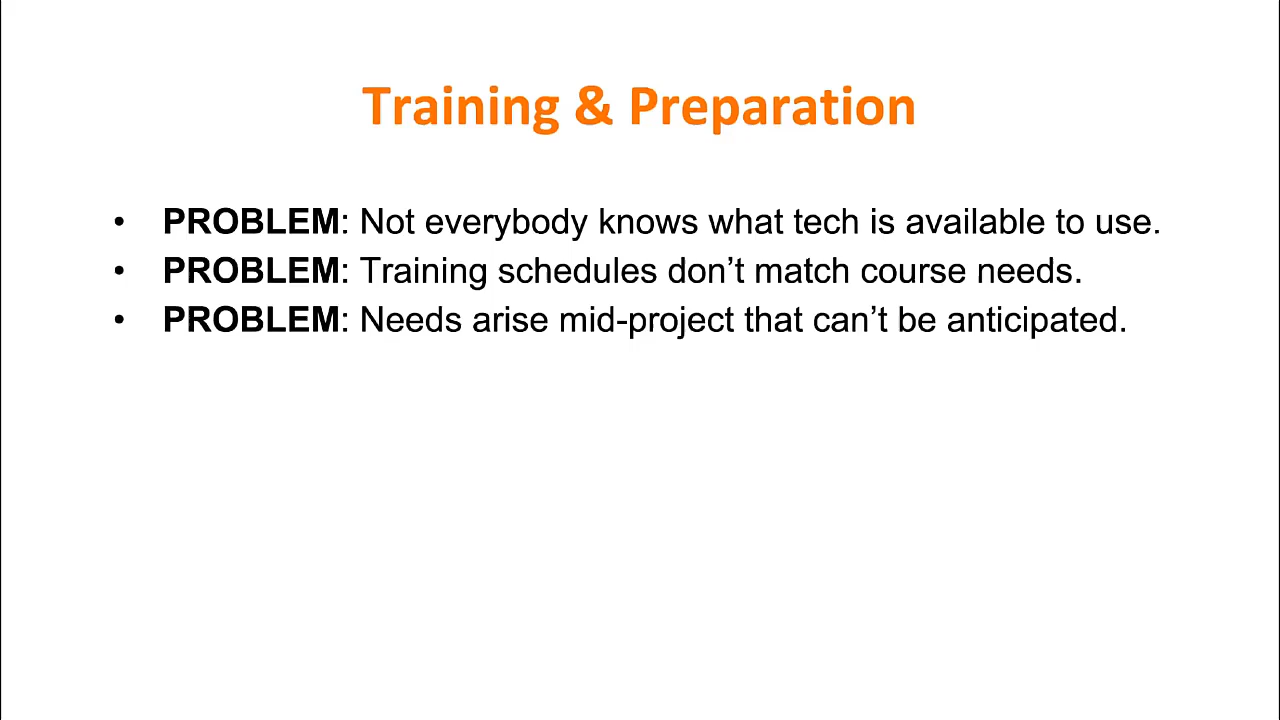 Training & Preparation
• PROBLEM: Not everybody knows what tech is available to use.
• PROBLEM: Training schedules don’t match course needs.
• PROBLEM: Needs arise mid-project that can’t be anticipated.